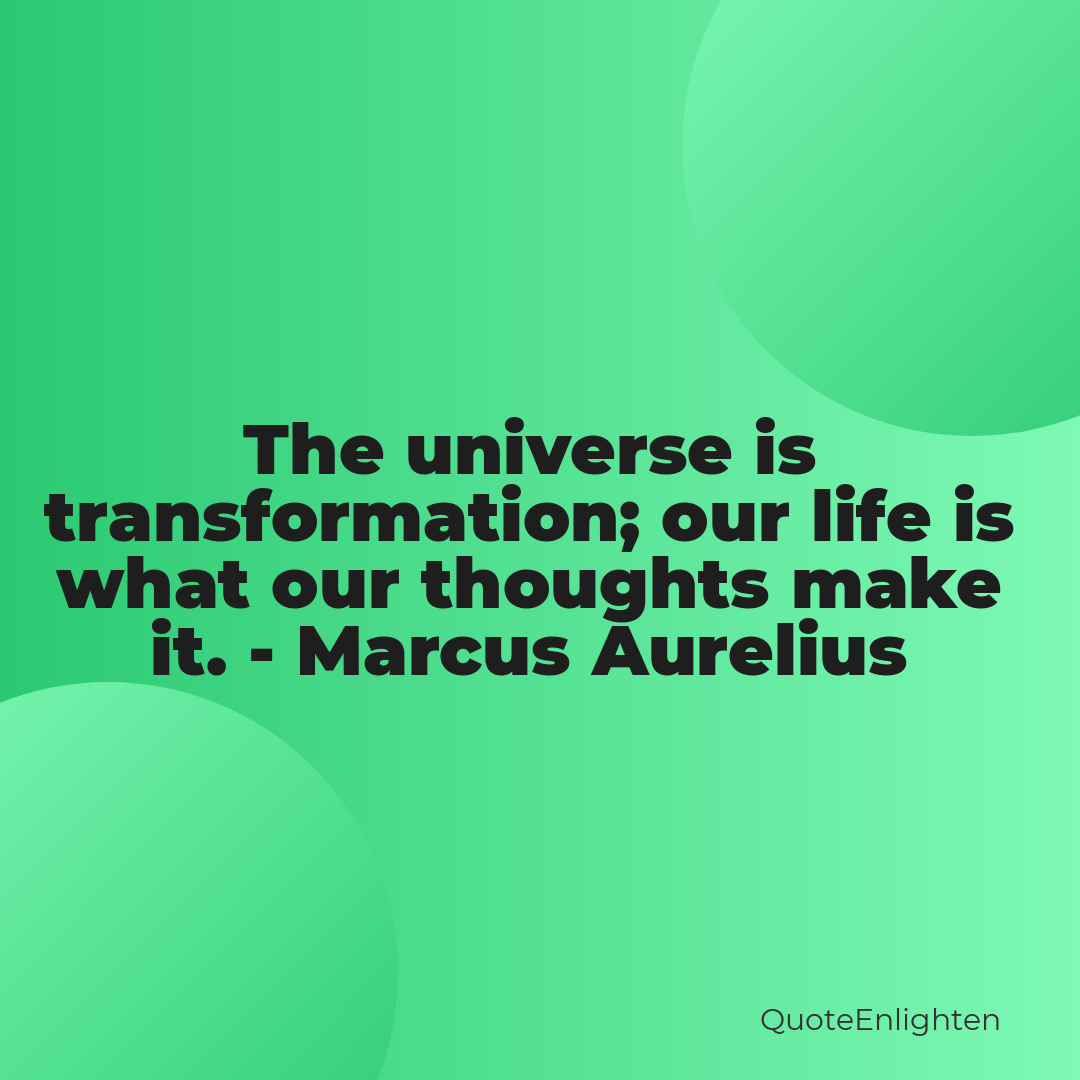 The universe is
transformation; our life is
what our thoughts make
it. - Marcus Aurelius
QuoteEnlighten